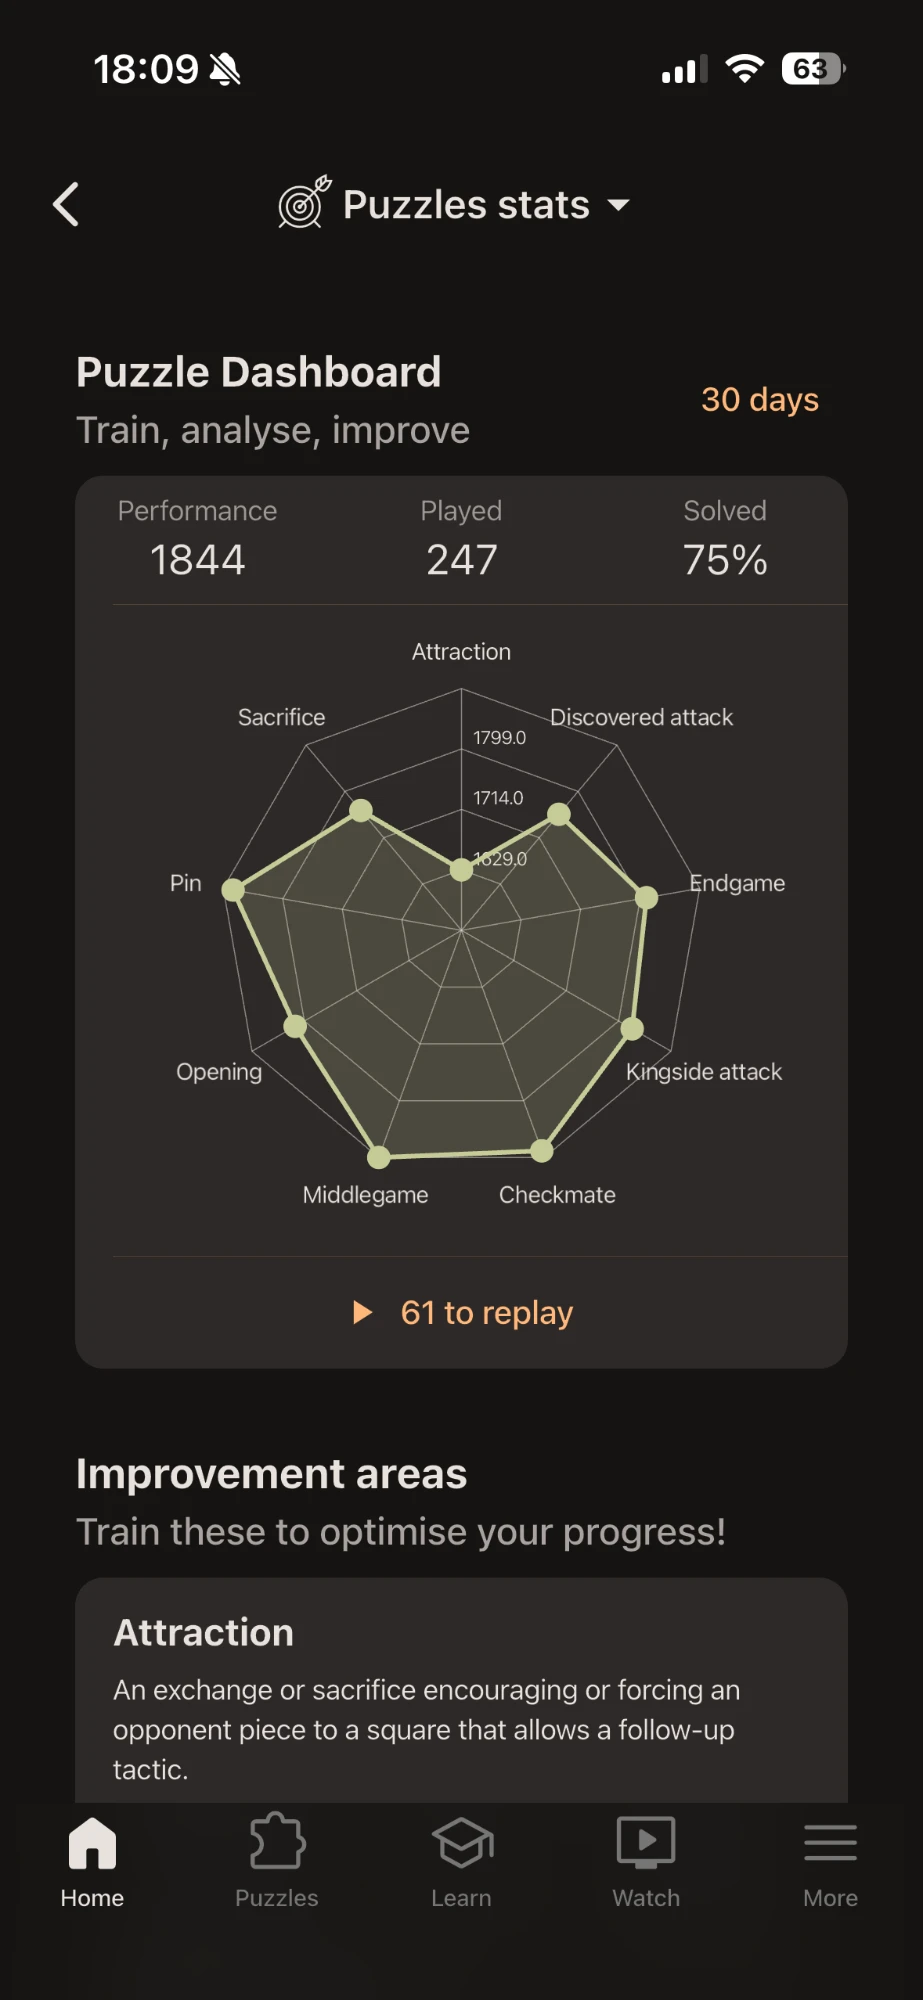 18:09
63
Puzzles stats
Puzzle Dashboard
Train, analyse, improve
30 days
Performance
Played
Solved
1844
247
75%
Attraction
Sacrifice
Discovered attack
1799.0
1714.0
1629.0
Pin
Endgame
Opening
Kingside attack
Middlegame
Checkmate
61 to replay
Improvement areas
Train these to optimise your progress!
Attraction
An exchange or sacrifice encouraging or forcing an
opponent piece to a square that allows a follow-up
tactic.
Home
Puzzles
Learn
Watch
More